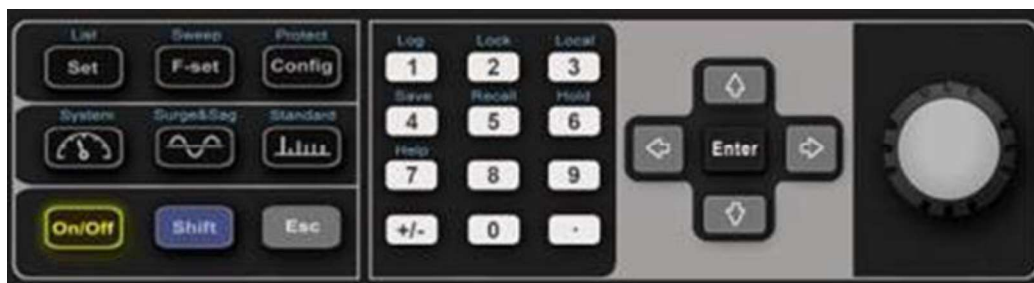 List Sweep Protect
Set F-set Config
System Surge&Sag Standard
On/Off Shift Esc
Log Lock Local
1 2 3
Save Recall Hold
4 5 6
Help
7 8 9
+/- 0 .
Enter